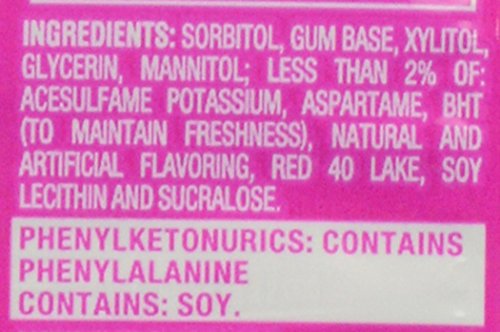 INGREDIENTS: SORBITOL, GUM BASE, XYLITOL,
GLYCERIN, MANNITOL; LESS THAN 2% OF:
ACESULFAME POTASSIUM, ASPARTAME, BHT
(TO MAINTAIN FRESHNESS), NATURAL AND
ARTIFICIAL FLAVORING, RED 40 LAKE, SOY
LECITHIN AND SUCRALOSE.
PHENYLKETONURICS: CONTAINS
PHENYLALANINE
CONTAINS: SOY.